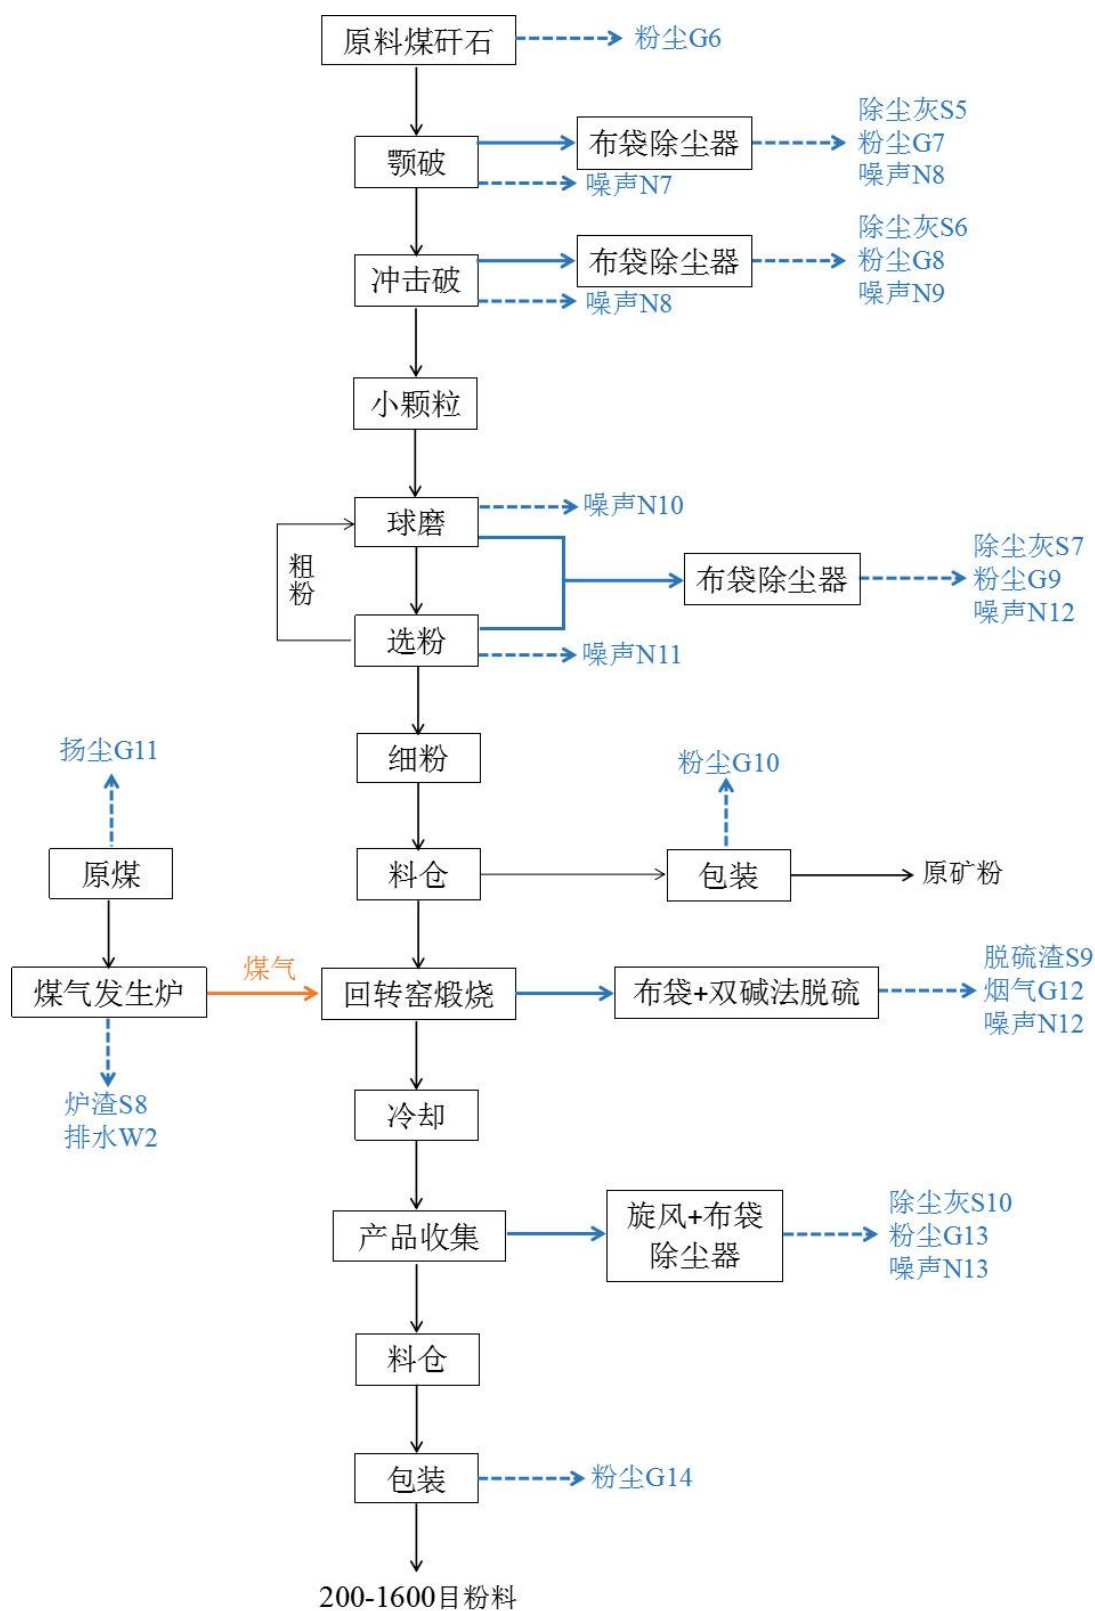 原料煤矸石
粉尘G6
颚破
布袋除尘器
除尘灰S5
粉尘G7
噪声N8
噪声N7
冲击破
布袋除尘器
除尘灰S6
粉尘G8
噪声N9
噪声N8
小颗粒
球磨
噪声N10
粗
粉
布袋除尘器
除尘灰S7
粉尘G9
噪声N12
选粉
噪声N11
细粉
扬尘G11
粉尘G10
原煤
料仓
包装
原矿粉
煤气发生炉
煤气
回转窑煅烧
布袋+双碱法脱硫
脱硫渣S9
烟气G12
噪声N12
炉渣S8
排水W2
冷却
产品收集
旋风+布袋
除尘器
除尘灰S10
粉尘G13
噪声N13
料仓
包装
粉尘G14
200-1600目粉料